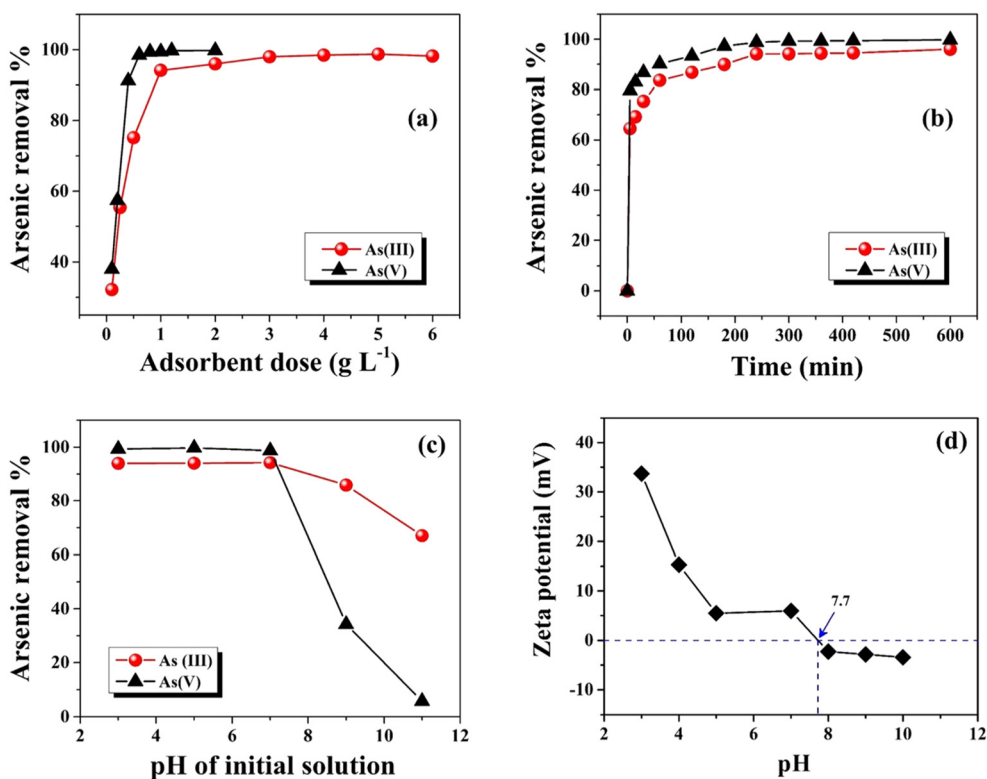 100
80
60
40
Arsenic removal %
(a)
As(III)
As(V)
0 1 2 3 4 5 6
Adsorbent dose (g L⁻¹)
100
80
60
40
20
0
Arsenic removal %
(b)
As(III)
As(V)
0 100 200 300 400 500 600
Time (min)
100
80
60
40
20
0
Arsenic removal %
(c)
As (III)
As(V)
2 4 6 8 10 12
pH of initial solution
40
30
20
10
0
-10
Zeta potential (mV)
(d)
7.7
2 4 6 8 10 12
pH